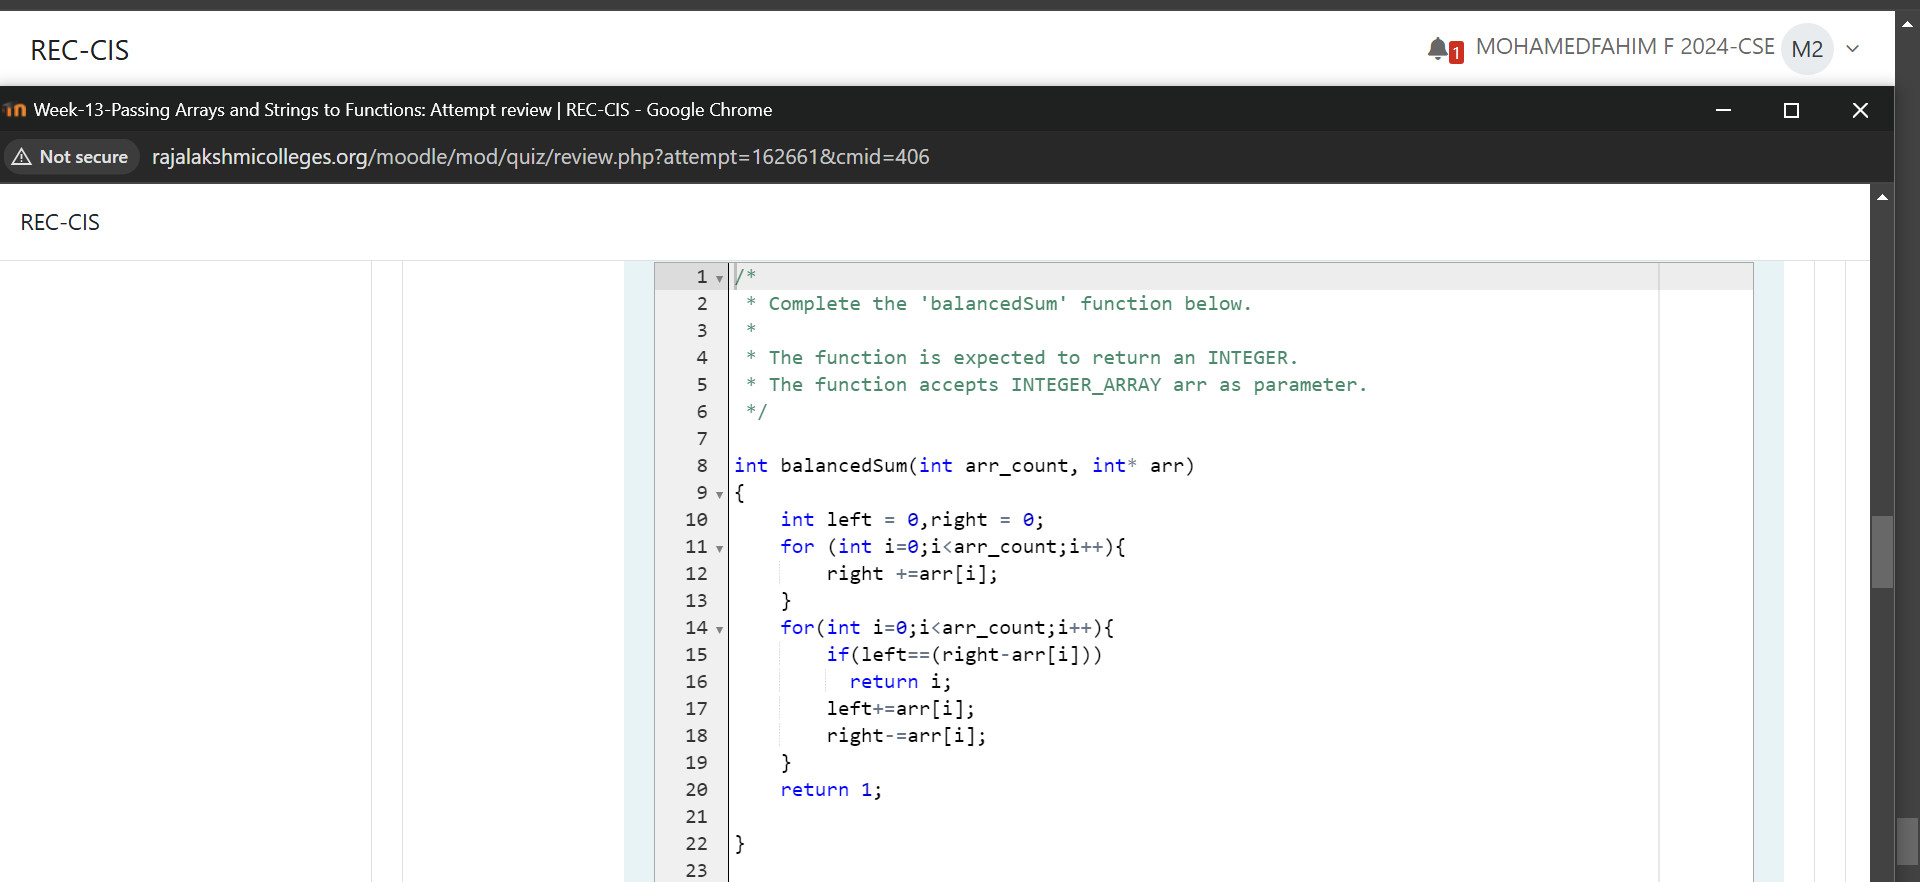 REC-CIS
1 MOHAMEDFAHIM F 2024-CSE M2
Week-13-Passing Arrays and Strings to Functions: Attempt review | REC-CIS - Google Chrome
Not secure rajalakshmicolleges.org/moodle/mod/quiz/review.php?attempt=162661&cmid=406
REC-CIS
1 /*
2  * Complete the 'balancedSum' function below.
3  *
4  * The function is expected to return an INTEGER.
5  * The function accepts INTEGER_ARRAY arr as parameter.
6  */
7
8 int balancedSum(int arr_count, int* arr)
9 {
10     int left = 0,right = 0;
11     for (int i=0;i<arr_count;i++){
12         right +=arr[i];
13     }
14     for(int i=0;i<arr_count;i++){
15         if(left==(right-arr[i]))
16           return i;
17         left+=arr[i];
18         right-=arr[i];
19     }
20     return 1;
21
22 }
23